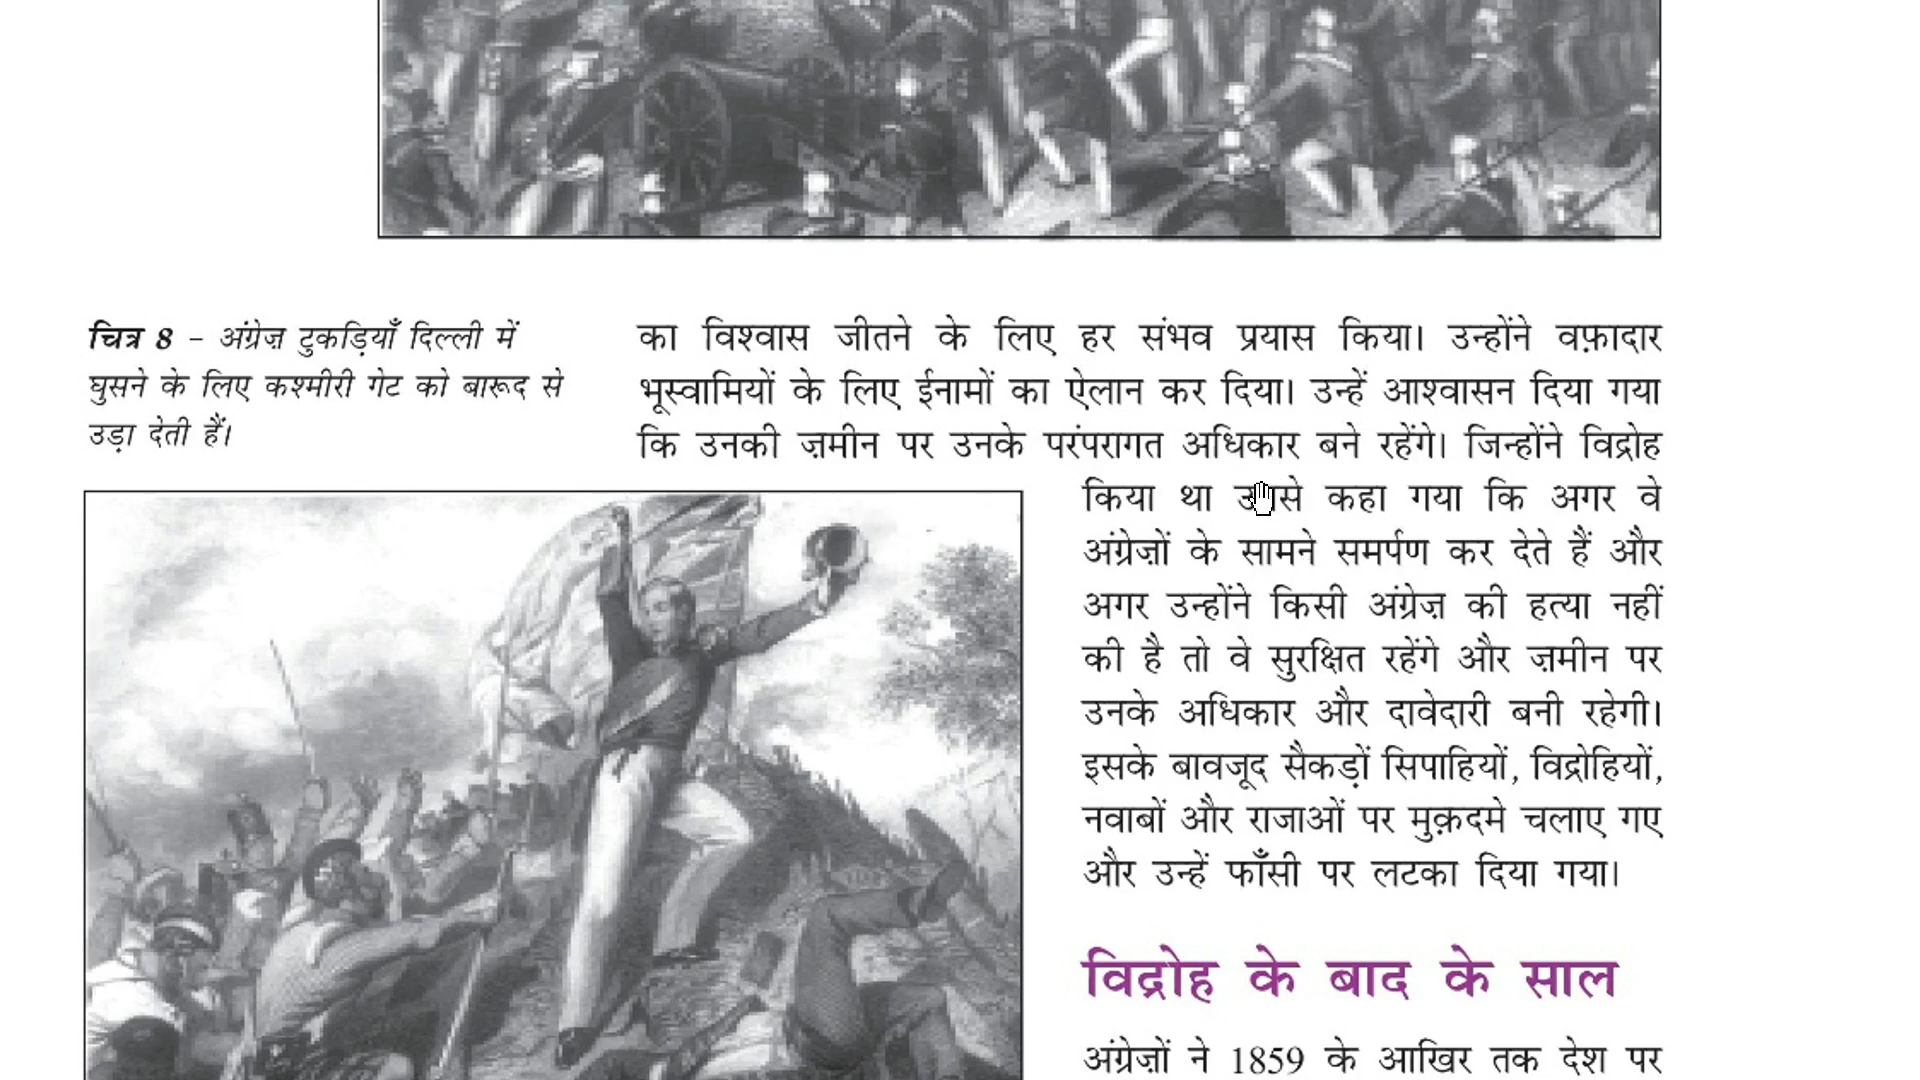 चित्र 8 – अंग्रेज़ टुकड़ियाँ दिल्ली में
घुसने के लिए कश्मीरी गेट को बारूद से
उड़ा देती हैं।
का विश्वास जीतने के लिए हर संभव प्रयास किया। उन्होंने वफ़ादार
भूस्वामियों के लिए ईनामों का ऐलान कर दिया। उन्हें आश्वासन दिया गया
कि उनकी ज़मीन पर उनके परंपरागत अधिकार बने रहेंगे। जिन्होंने विद्रोह
किया था कहा गया कि अगर वे
अंग्रेज़ों के सामने समर्पण कर देते हैं और
अगर उन्होंने किसी अंग्रेज़ की हत्या नहीं
की है तो वे सुरक्षित रहेंगे और ज़मीन पर
उनके अधिकार और दावेदारी बनी रहेगी।
इसके बावजूद सैकड़ों सिपाहियों, विद्रोहियों,
नवाबों और राजाओं पर मुक़दमे चलाए गए
और उन्हें फाँसी पर लटका दिया गया।
विद्रोह के बाद के साल
अंग्रेज़ों ने 1859 के आखिर तक देश पर